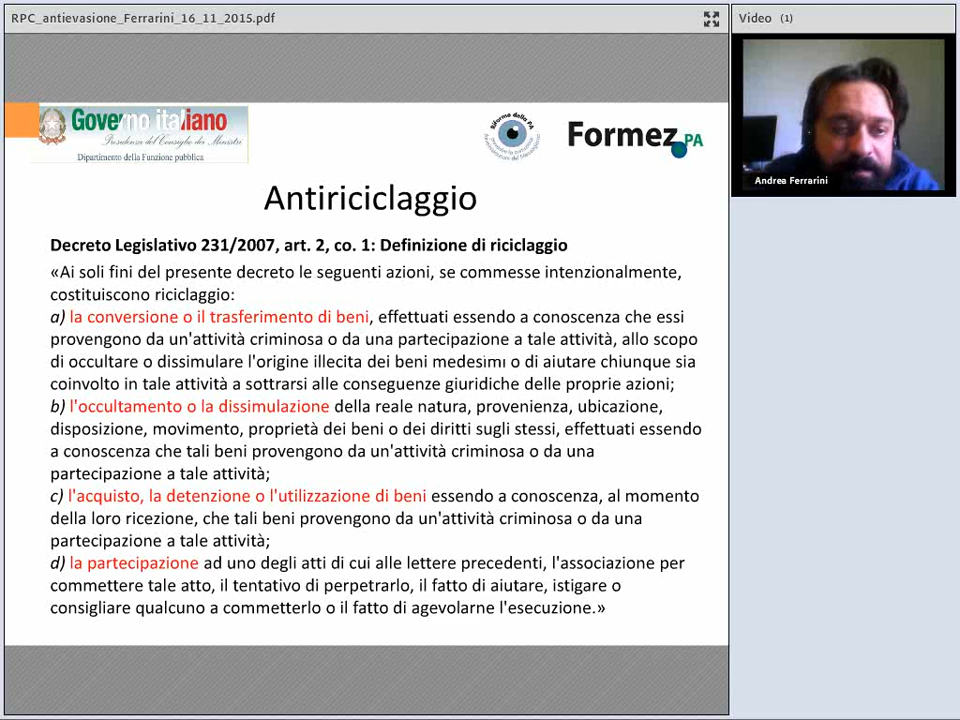 RPC_antievasione_Ferrarini_16_11_2015.pdf
Video (1)
Governo italiano
Presidenza del Consiglio dei Ministri
Dipartimento della Funzione pubblica
Riforma della PA
Formez PA
Andrea Ferrarini
Antiriciclaggio
Decreto Legislativo 231/2007, art. 2, co. 1: Definizione di riciclaggio
«Ai soli fini del presente decreto le seguenti azioni, se commesse intenzionalmente,
costituiscono riciclaggio:
a) la conversione o il trasferimento di beni, effettuati essendo a conoscenza che essi
provengono da un'attività criminosa o da una partecipazione a tale attività, allo scopo
di occultare o dissimulare l'origine illecita dei beni medesimi o di aiutare chiunque sia
coinvolto in tale attività a sottrarsi alle conseguenze giuridiche delle proprie azioni;
b) l'occultamento o la dissimulazione della reale natura, provenienza, ubicazione,
disposizione, movimento, proprietà dei beni o dei diritti sugli stessi, effettuati essendo
a conoscenza che tali beni provengono da un'attività criminosa o da una
partecipazione a tale attività;
c) l'acquisto, la detenzione o l'utilizzazione di beni essendo a conoscenza, al momento
della loro ricezione, che tali beni provengono da un'attività criminosa o da una
partecipazione a tale attività;
d) la partecipazione ad uno degli atti di cui alle lettere precedenti, l'associazione per
commettere tale atto, il tentativo di perpetrarlo, il fatto di aiutare, istigare o
consigliare qualcuno a commetterlo o il fatto di agevolarne l'esecuzione.»